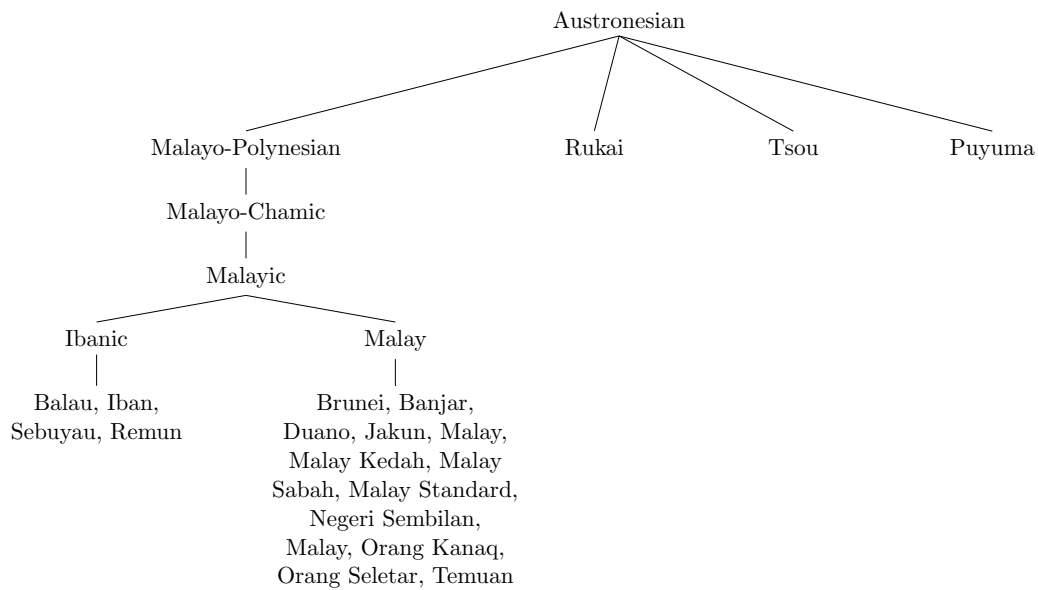 Austronesian
Malayo-Polynesian
Rukai
Tsou
Puyuma
Malayo-Chamic
Malayic
Ibanic
Malay
Balau, Iban,
Sebuyau, Remun
Brunei, Banjar,
Duano, Jakun, Malay,
Malay Kedah, Malay
Sabah, Malay Standard,
Negeri Sembilan,
Malay, Orang Kanaq,
Orang Seletar, Temuan